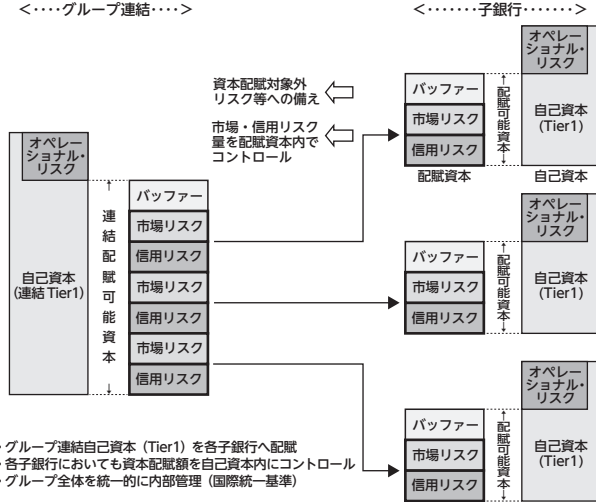 <････グループ連結････>
<･･･････子銀行･･･････>
資本配賦対象外
リスク等への備え
市場・信用リスク
量を配賦資本内で
コントロール
オペレー
ショナル・
リスク
自己資本
(連結 Tier1)
連結配賦可能資本
バッファー
市場リスク
信用リスク
市場リスク
信用リスク
市場リスク
信用リスク
バッファー
市場リスク
信用リスク
配賦資本
配賦可能資本
オペレー
ショナル・
リスク
自己資本
(Tier1)
自己資本
バッファー
市場リスク
信用リスク
配賦可能資本
オペレー
ショナル・
リスク
自己資本
(Tier1)
バッファー
市場リスク
信用リスク
配賦可能資本
オペレー
ショナル・
リスク
自己資本
(Tier1)
・グループ連結自己資本（Tier1）を各子銀行へ配賦
・各子銀行においても資本配賦額を自己資本内にコントロール
・グループ全体を統一的に内部管理（国際統一基準）